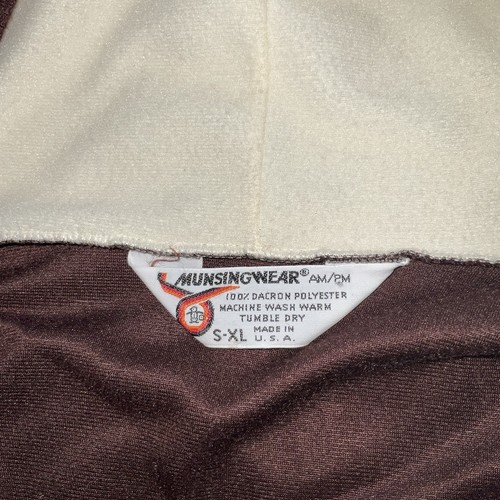 MUNSINGWEAR® AM/PM
100% DACRON POLYESTER
MACHINE WASH WARM
TUMBLE DRY
S-XL MADE IN
U.S.A.